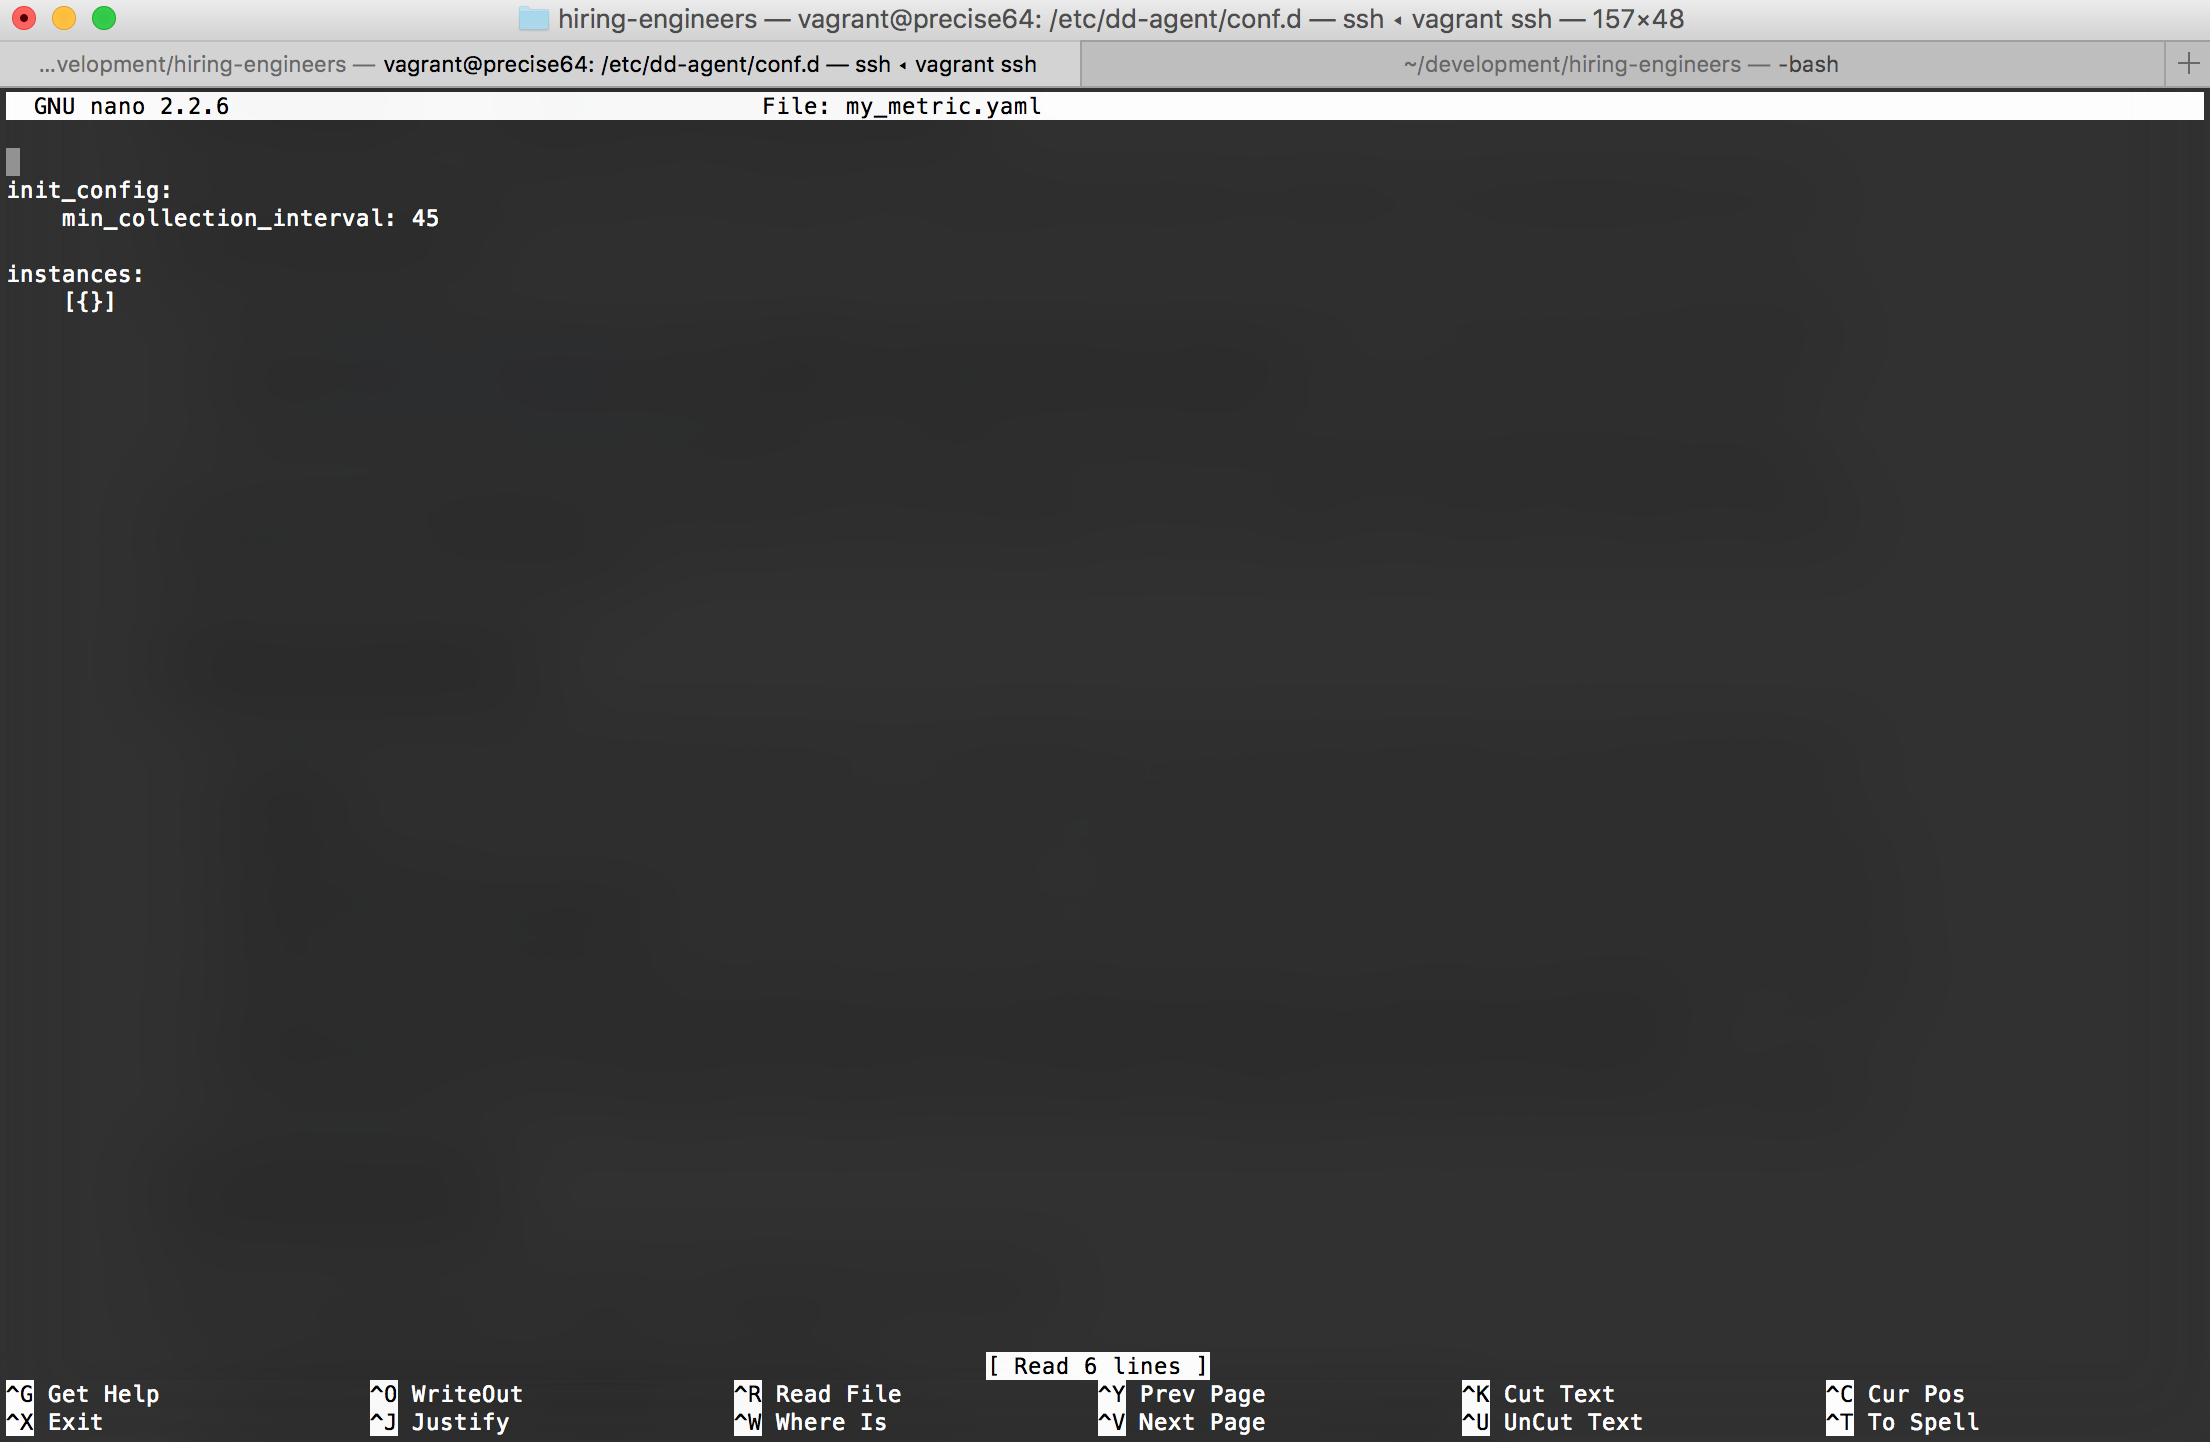 hiring-engineers — vagrant@precise64: /etc/dd-agent/conf.d — ssh ◂ vagrant ssh — 157×48
...velopment/hiring-engineers — vagrant@precise64: /etc/dd-agent/conf.d — ssh ◂ vagrant ssh
~/development/hiring-engineers — -bash
GNU nano 2.2.6 File: my_metric.yaml
init_config:
    min_collection_interval: 45
instances:
    [{}]
[ Read 6 lines ]
^G Get Help ^O WriteOut ^R Read File ^Y Prev Page ^K Cut Text ^C Cur Pos
^X Exit ^J Justify ^W Where Is ^V Next Page ^U UnCut Text ^T To Spell